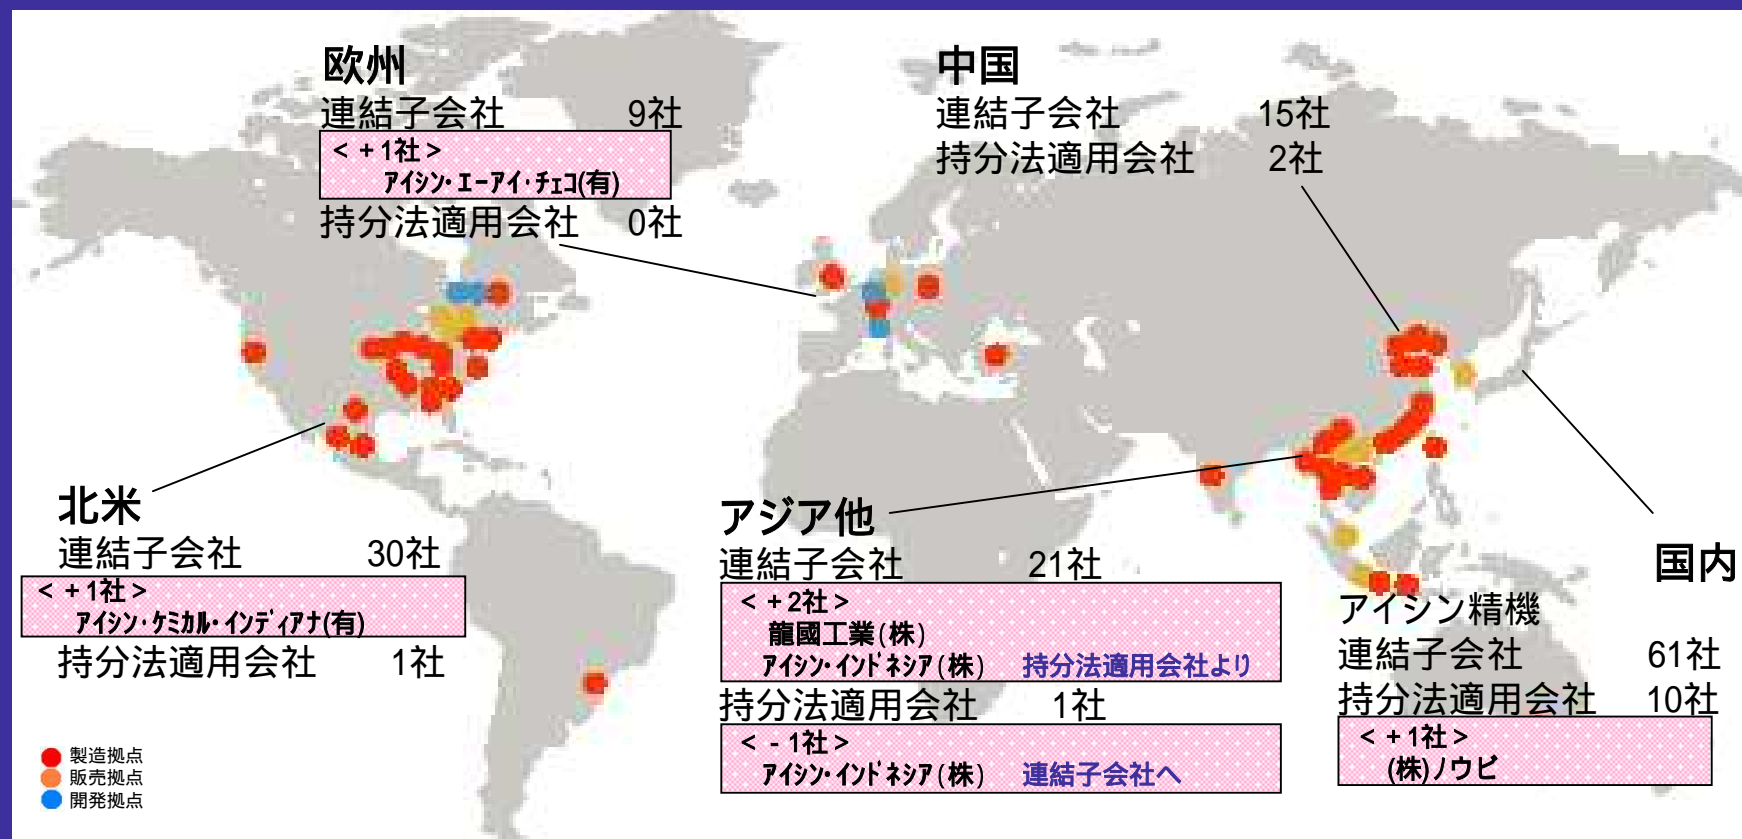 欧州
連結子会社 9社
＜+1社＞
ｱｲｼﾝ･ｴｰｱｲ･ﾁｪｺ(有)
持分法適用会社 0社
中国
連結子会社 15社
持分法適用会社 2社
北米
連結子会社 30社
＜+1社＞
ｱｲｼﾝ･ｹﾐｶﾙ･ｲﾝﾃﾞｨｱﾅ(有)
持分法適用会社 1社
アジア他
連結子会社 21社
＜+2社＞
龍國工業(株)
ｱｲｼﾝ･ｲﾝﾄﾞﾈｼｱ(株) 持分法適用会社より
持分法適用会社 1社
＜-1社＞
ｱｲｼﾝ･ｲﾝﾄﾞﾈｼｱ(株) 連結子会社へ
国内
アイシン精機
連結子会社 61社
持分法適用会社 10社
＜+1社＞
(株)ﾉｳﾋﾞ
製造拠点
販売拠点
開発拠点